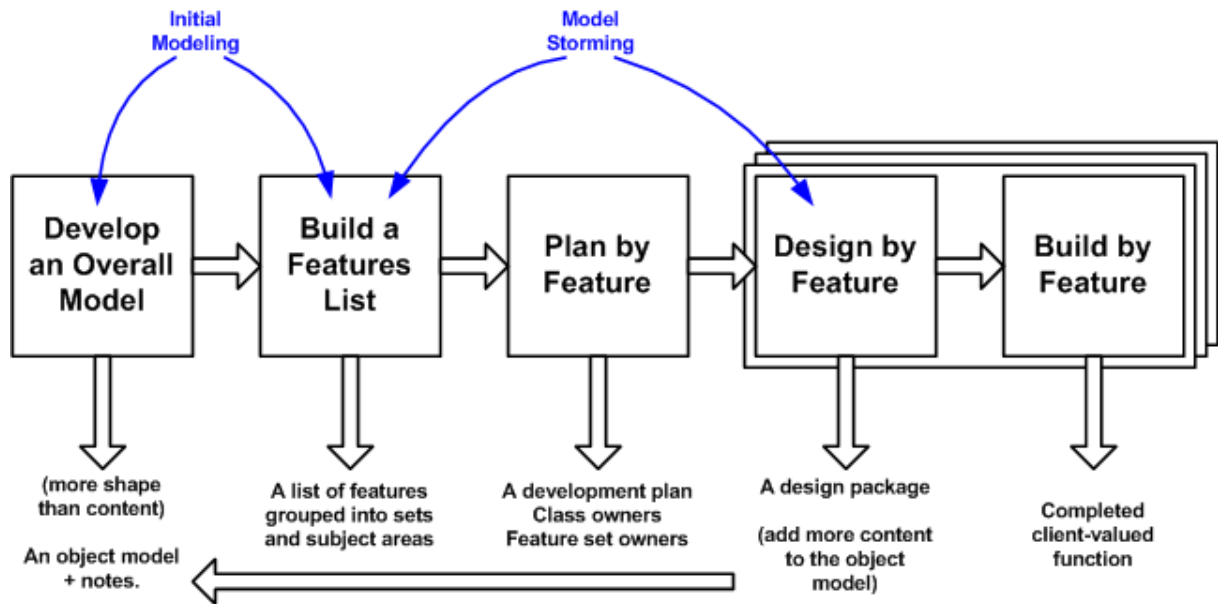 Initial
Modeling
Model
Storming
Develop
an Overall
Model
Build a
Features
List
Plan by
Feature
Design by
Feature
Build by
Feature
(more shape
than content)
An object model
+ notes.
A list of features
grouped into sets
and subject areas
A development plan
Class owners
Feature set owners
A design package
(add more content
to the object
model)
Completed
client-valued
function